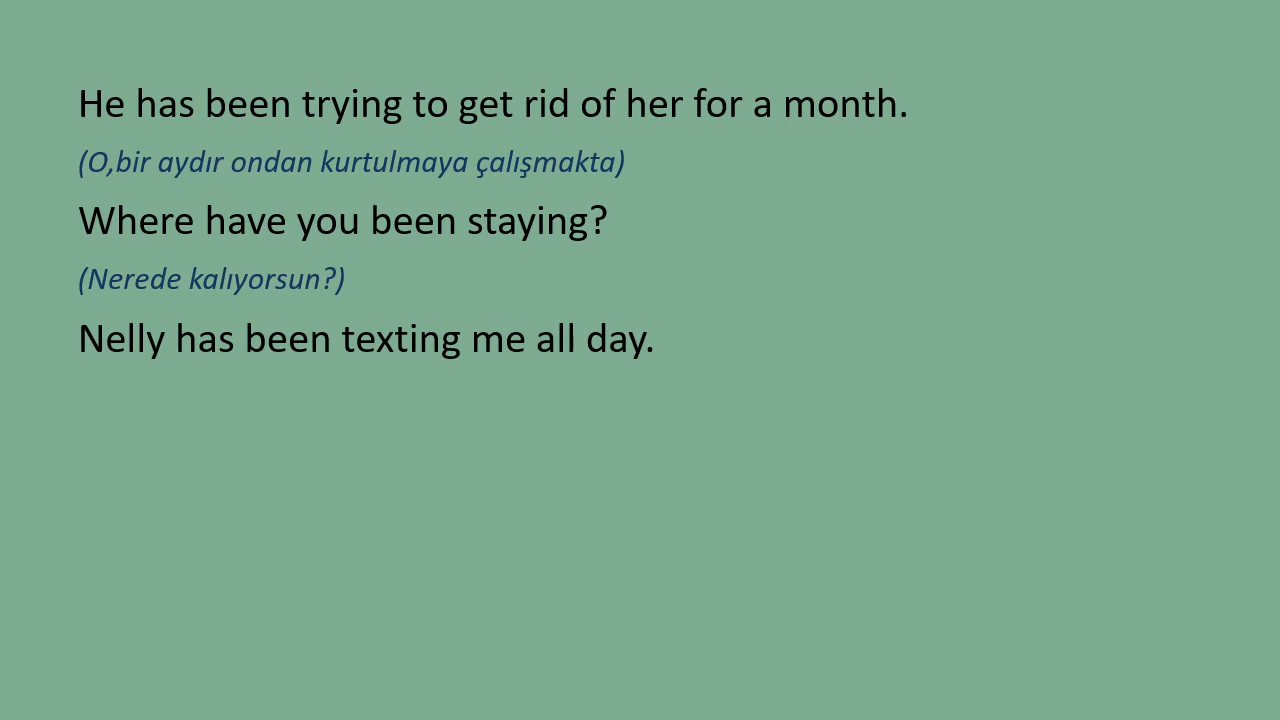 He has been trying to get rid of her for a month.
(O,bir aydır ondan kurtulmaya çalışmakta)
Where have you been staying?
(Nerede kalıyorsun?)
Nelly has been texting me all day.